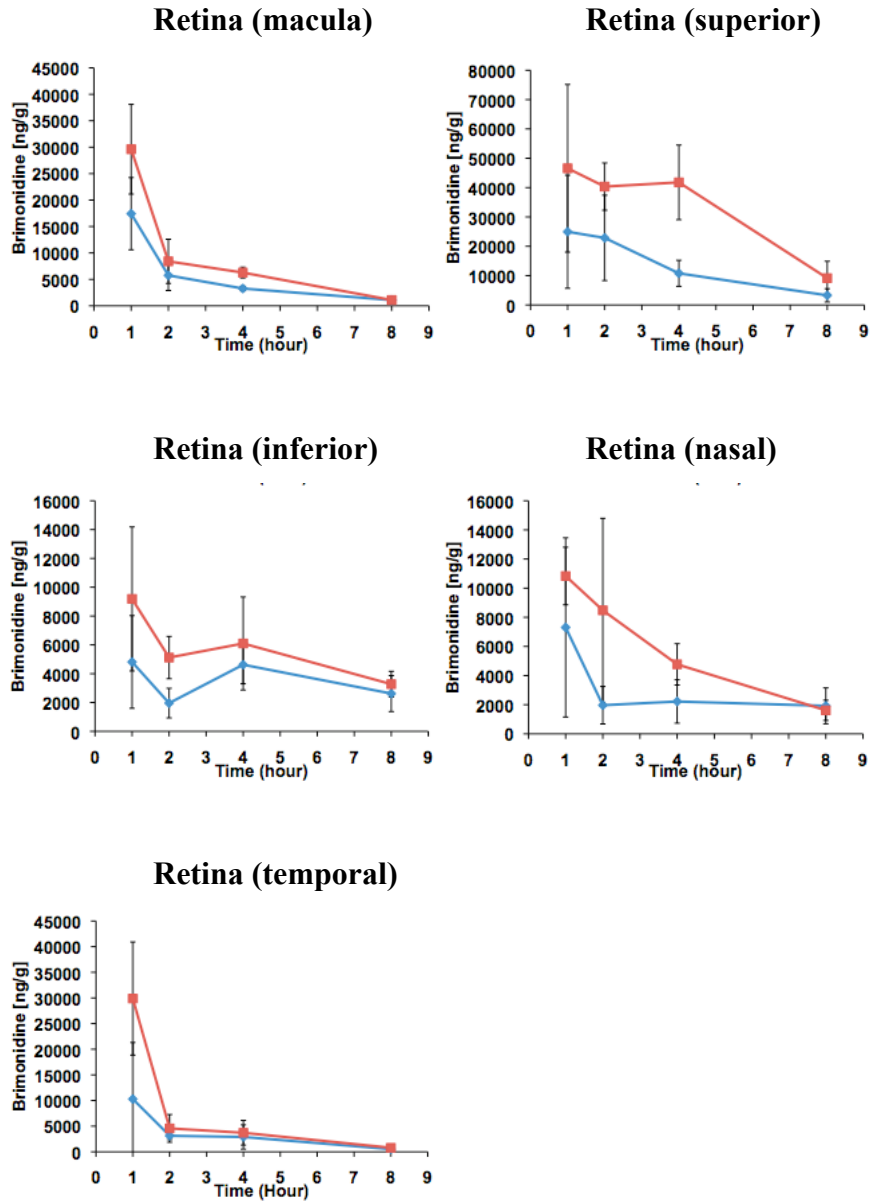 Retina (macula)
45000
40000
35000
30000
25000
20000
15000
10000
5000
0
Brimonidine [ng/g]
0 1 2 3 4 5 6 7 8 9
Time (hour)
Retina (superior)
80000
70000
60000
50000
40000
30000
20000
10000
0
Brimonidine [ng/g]
0 1 2 3 4 5 6 7 8 9
Time (hour)
Retina (inferior)
16000
14000
12000
10000
8000
6000
4000
2000
0
Brimonidine [ng/g]
0 1 2 3 4 5 6 7 8 9
Time (hour)
Retina (nasal)
16000
14000
12000
10000
8000
6000
4000
2000
0
Brimonidine [ng/g]
0 1 2 3 4 5 6 7 8 9
Time (hour)
Retina (temporal)
45000
40000
35000
30000
25000
20000
15000
10000
5000
0
Brimonidine [ng/g]
0 1 2 3 4 5 6 7 8 9
Time (Hour)